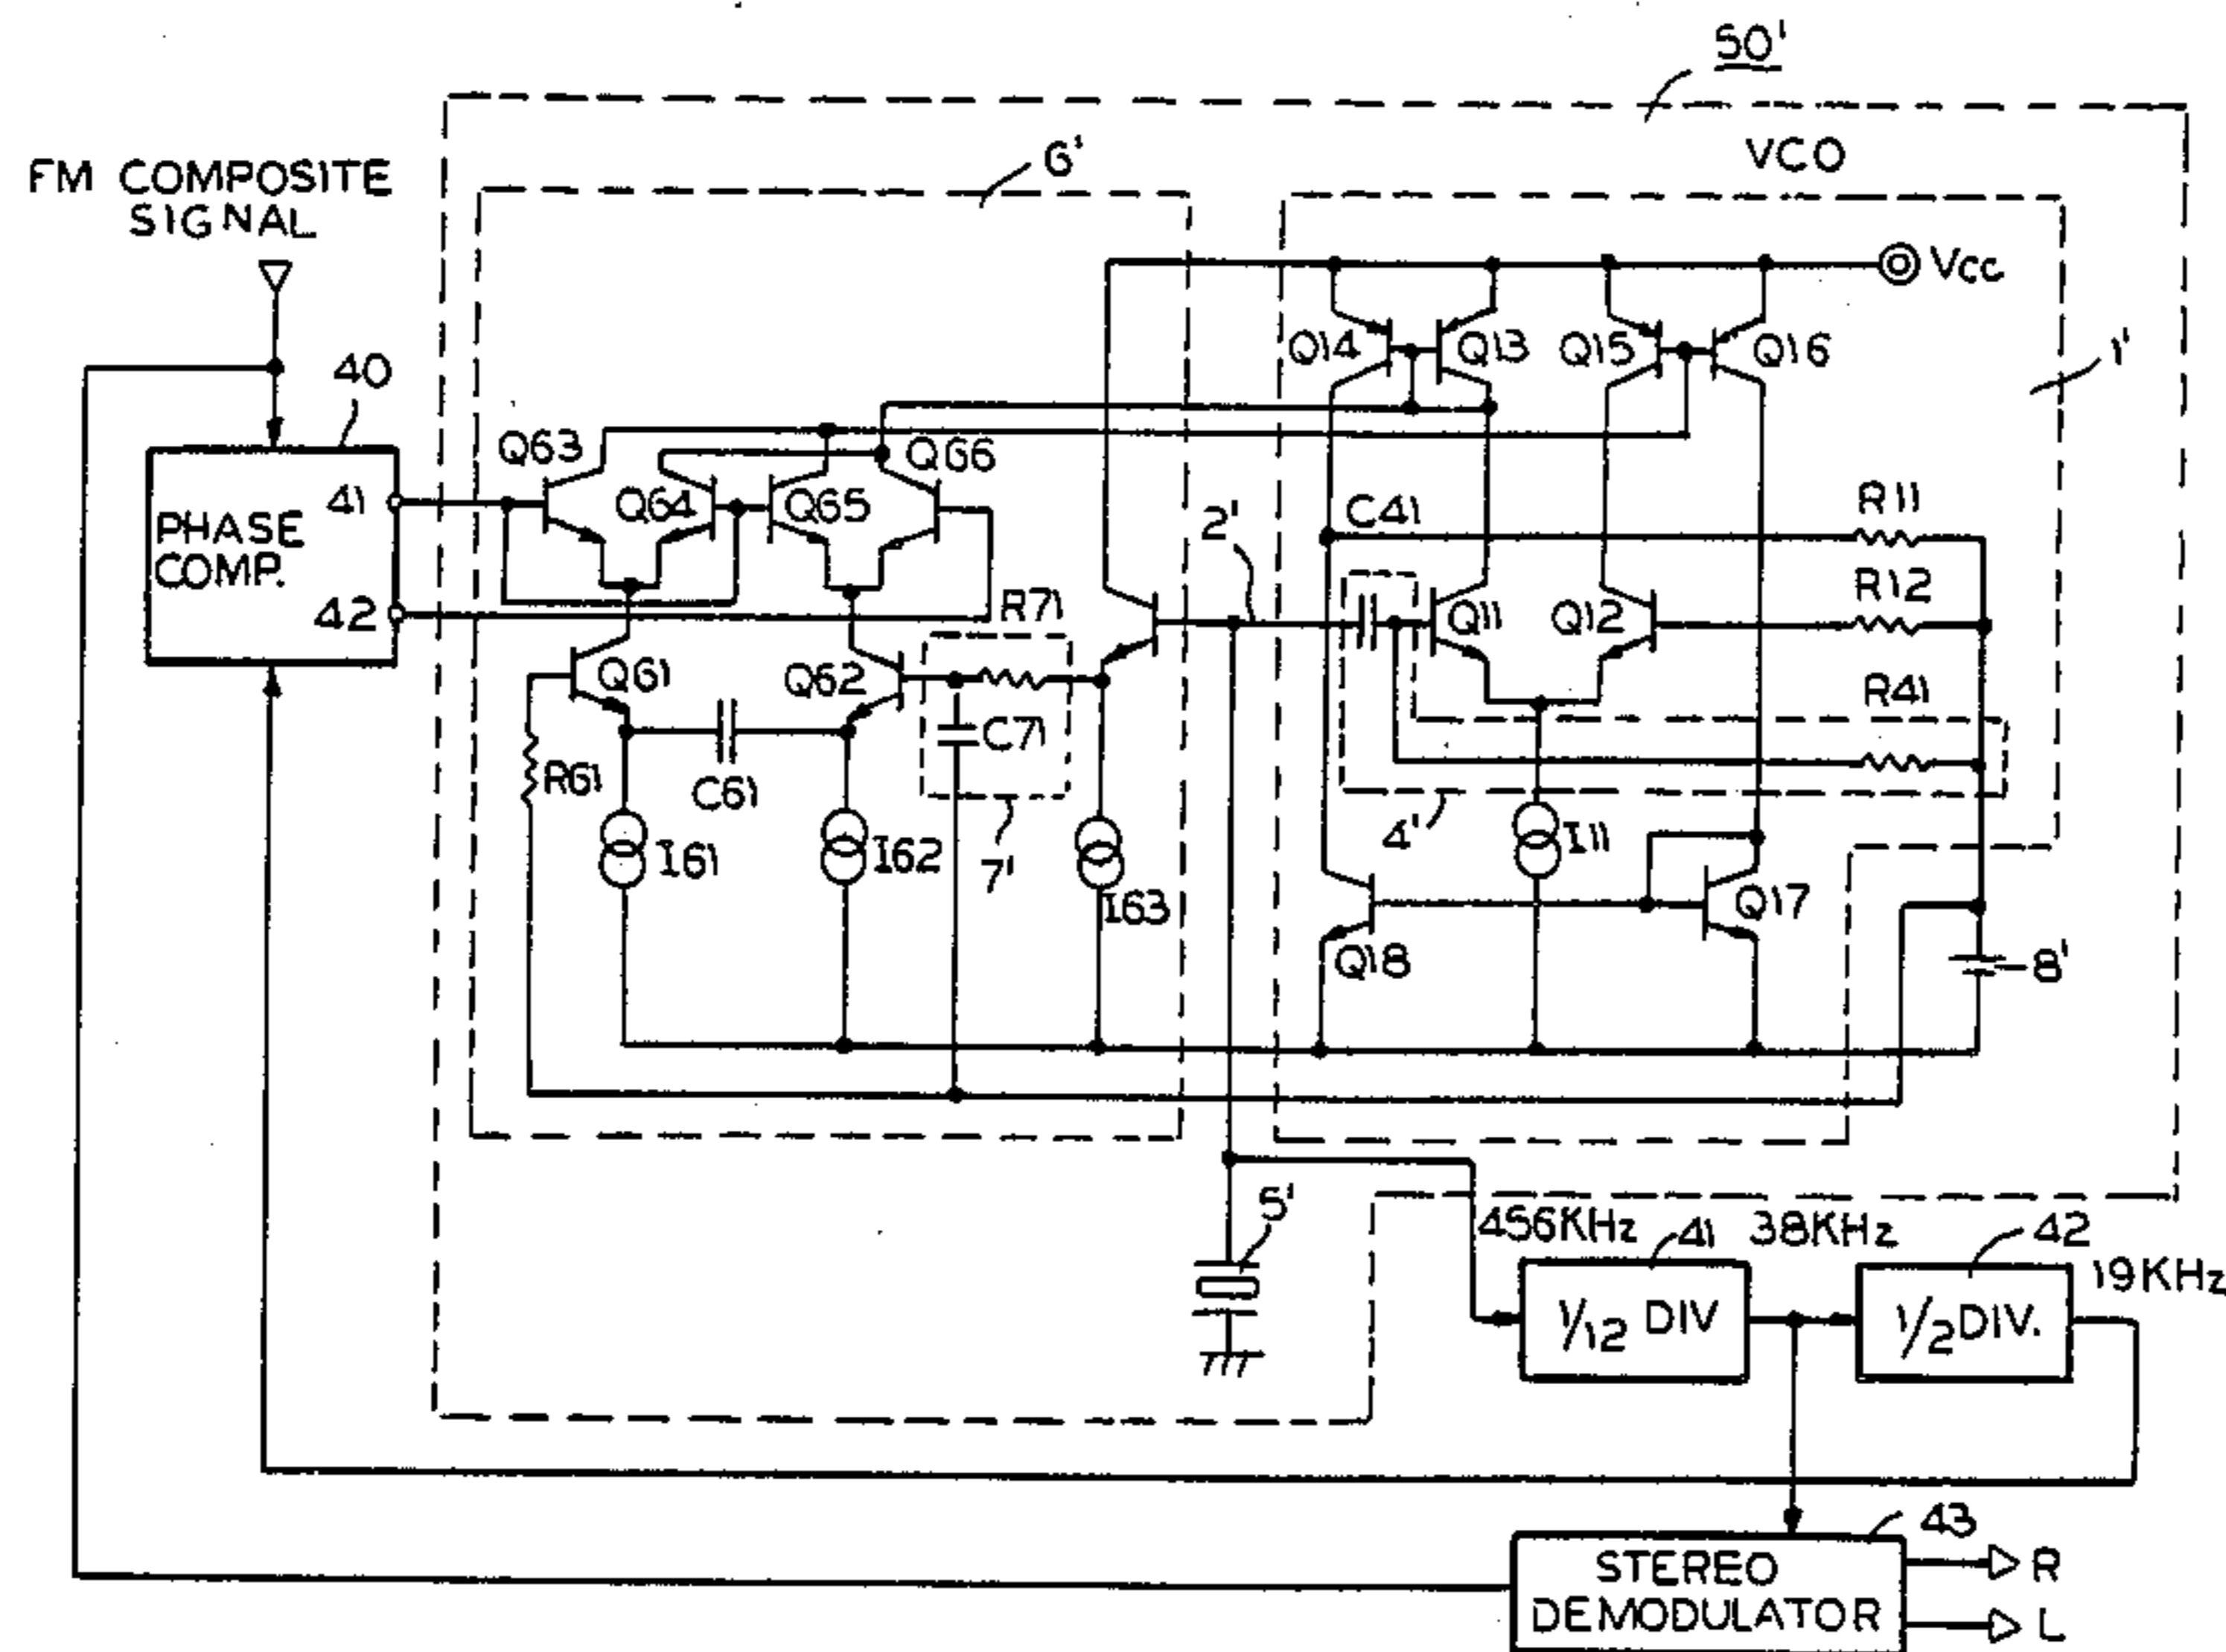 50'
VCO
6'
FM COMPOSITE
SIGNAL
Vcc
Q14
Q13
Q15
Q16
1'
40
Q63
Q66
41
Q64
Q65
C41
R11
2'
PHASE
COMP.
R12
42
R71
Q11
Q12
Q61
Q62
R41
C71
R61
C61
4'
I11
I61
I62
7'
I63
Q17
Q18
8'
5'
456KHz
41
38KHz
42
19KHz
1/12 DIV
1/2 DIV.
43
STEREO
DEMODULATOR
R
L